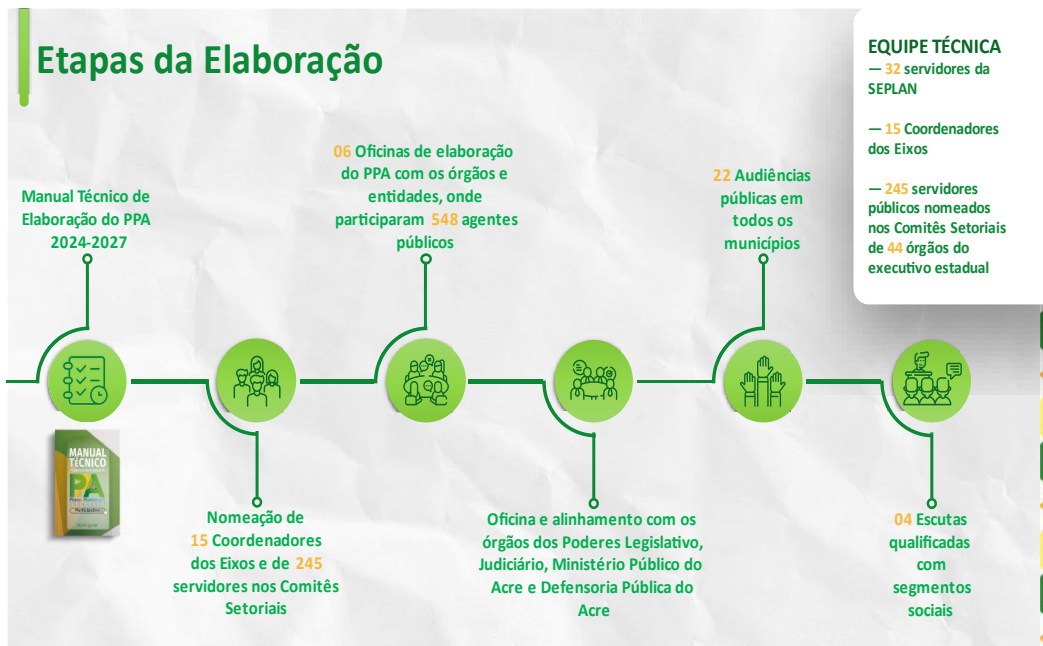 Etapas da Elaboração
EQUIPE TÉCNICA
— 32 servidores da
SEPLAN
— 15 Coordenadores
dos Eixos
— 245 servidores
públicos nomeados
nos Comitês Setoriais
de 44 órgãos do
executivo estadual
Manual Técnico de
Elaboração do PPA
2024-2027
MANUAL
TÉCNICO
PPA
Participativo
Nomeação de
15 Coordenadores
dos Eixos e de 245
servidores nos Comitês
Setoriais
06 Oficinas de elaboração
do PPA com os órgãos e
entidades, onde
participaram 548 agentes
públicos
Oficina e alinhamento com os
órgãos dos Poderes Legislativo,
Judiciário, Ministério Público do
Acre e Defensoria Pública do
Acre
22 Audiências
públicas em
todos os
municípios
04 Escutas
qualificadas
com
segmentos
sociais